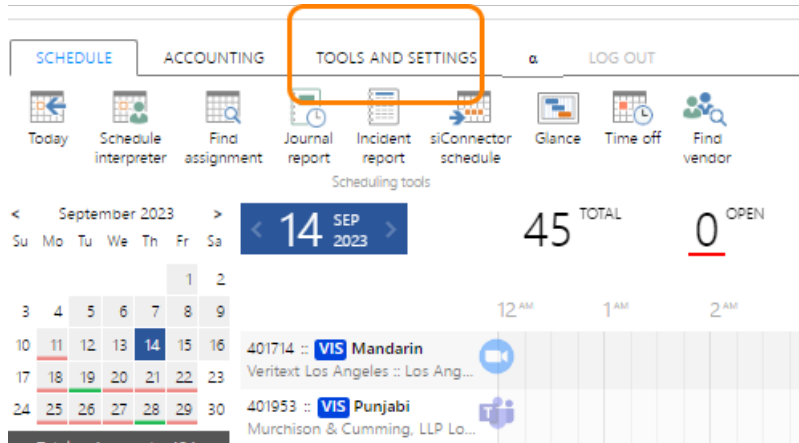 SCHEDULE ACCOUNTING TOOLS AND SETTINGS α LOG OUT
Today Schedule interpreter Find assignment Journal report Incident report siConnector schedule Glance Time off Find vendor
Scheduling tools
< September 2023 >
Su Mo Tu We Th Fr Sa
1 2
3 4 5 6 7 8 9
10 11 12 13 14 15 16
17 18 19 20 21 22 23
24 25 26 27 28 29 30
< 14 SEP 2023 >
45 TOTAL
0 OPEN
12 AM 1 AM 2 AM
401714 :: VIS Mandarin
Veritext Los Angeles :: Los Ang...
401953 :: VIS Punjabi
Murchison & Cumming, LLP Lo...